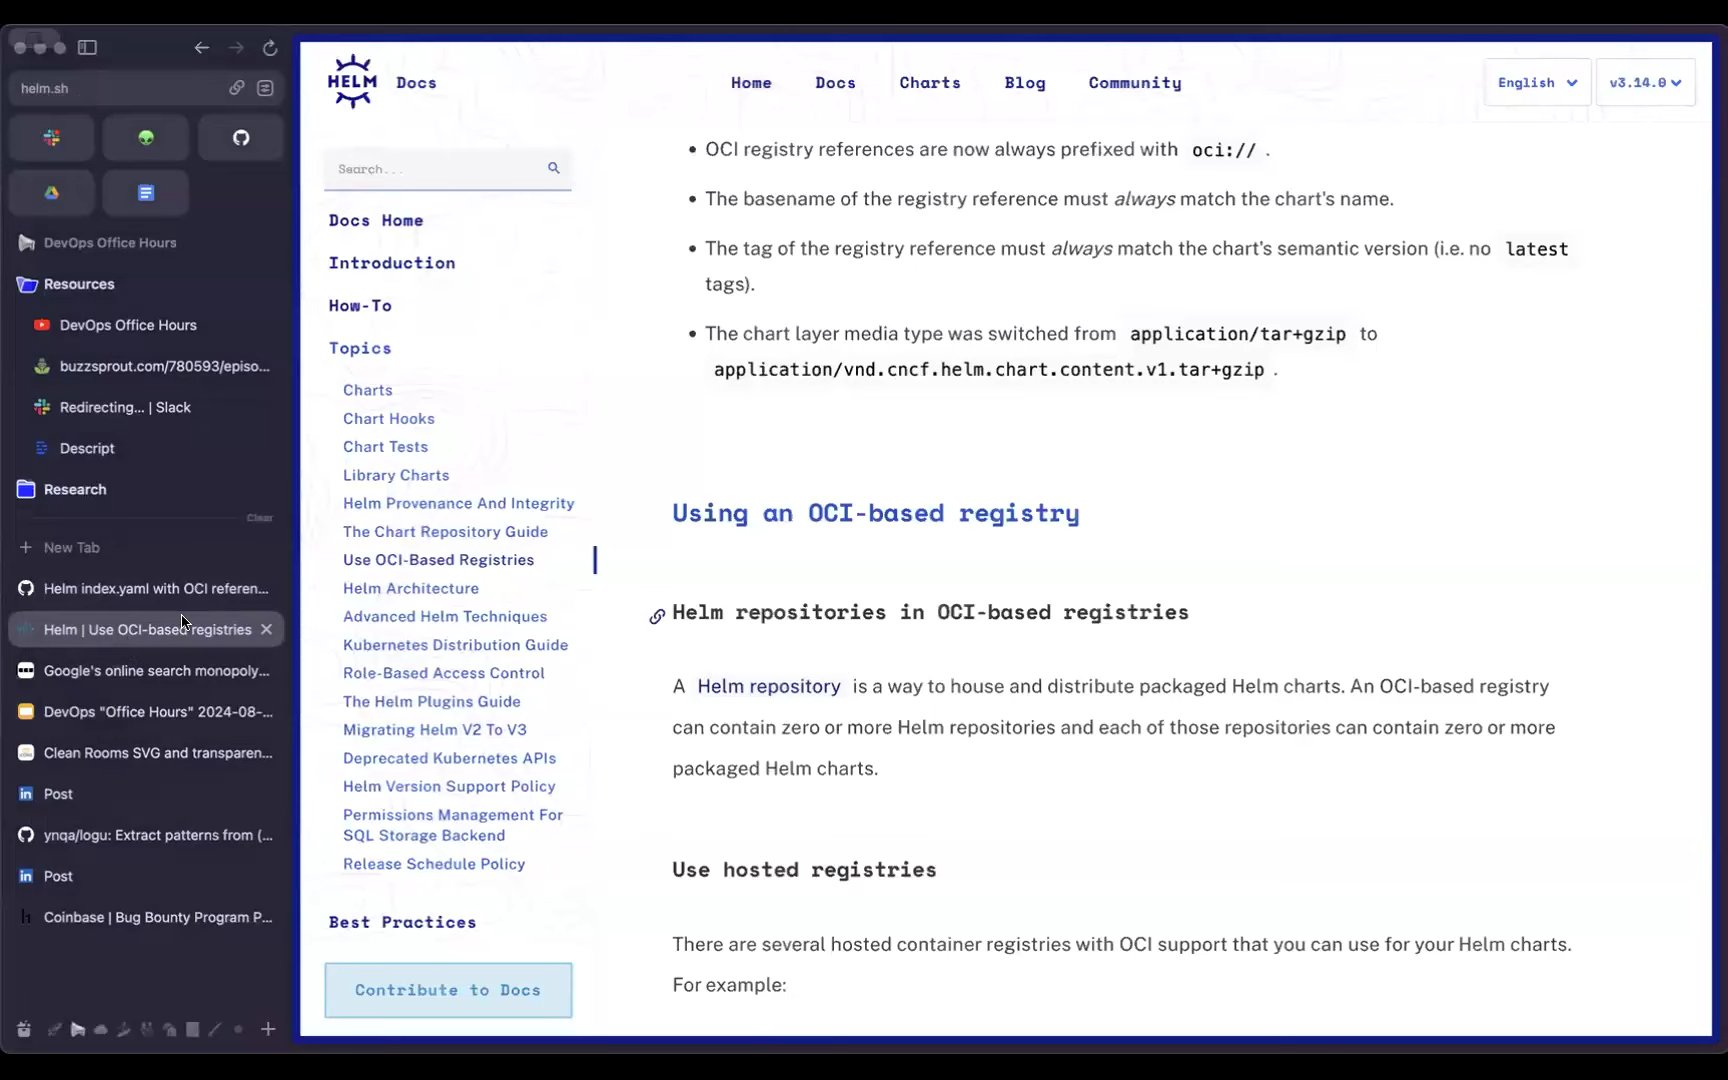 helm.sh
DevOps Office Hours
Resources
DevOps Office Hours
buzzsprout.com/780593/episo...
Redirecting... | Slack
Descript
Research
Clear
New Tab
Helm index.yaml with OCI referen...
Helm | Use OCI-based registries
Google's online search monopoly...
DevOps "Office Hours" 2024-08-...
Clean Rooms SVG and transparen...
Post
ynqa/logu: Extract patterns from (...
Post
Coinbase | Bug Bounty Program P...
HELM
Docs
Home
Docs
Charts
Blog
Community
English
v3.14.0
Search...
Docs Home
Introduction
How-To
Topics
Charts
Chart Hooks
Chart Tests
Library Charts
Helm Provenance And Integrity
The Chart Repository Guide
Use OCI-Based Registries
Helm Architecture
Advanced Helm Techniques
Kubernetes Distribution Guide
Role-Based Access Control
The Helm Plugins Guide
Migrating Helm V2 To V3
Deprecated Kubernetes APIs
Helm Version Support Policy
Permissions Management For
SQL Storage Backend
Release Schedule Policy
Best Practices
Contribute to Docs
• OCI registry references are now always prefixed with oci:// .
• The basename of the registry reference must always match the chart's name.
• The tag of the registry reference must always match the chart's semantic version (i.e. no latest
tags).
• The chart layer media type was switched from application/tar+gzip to
application/vnd.cncf.helm.chart.content.v1.tar+gzip .
Using an OCI-based registry
Helm repositories in OCI-based registries
A Helm repository is a way to house and distribute packaged Helm charts. An OCI-based registry
can contain zero or more Helm repositories and each of those repositories can contain zero or more
packaged Helm charts.
Use hosted registries
There are several hosted container registries with OCI support that you can use for your Helm charts.
For example: